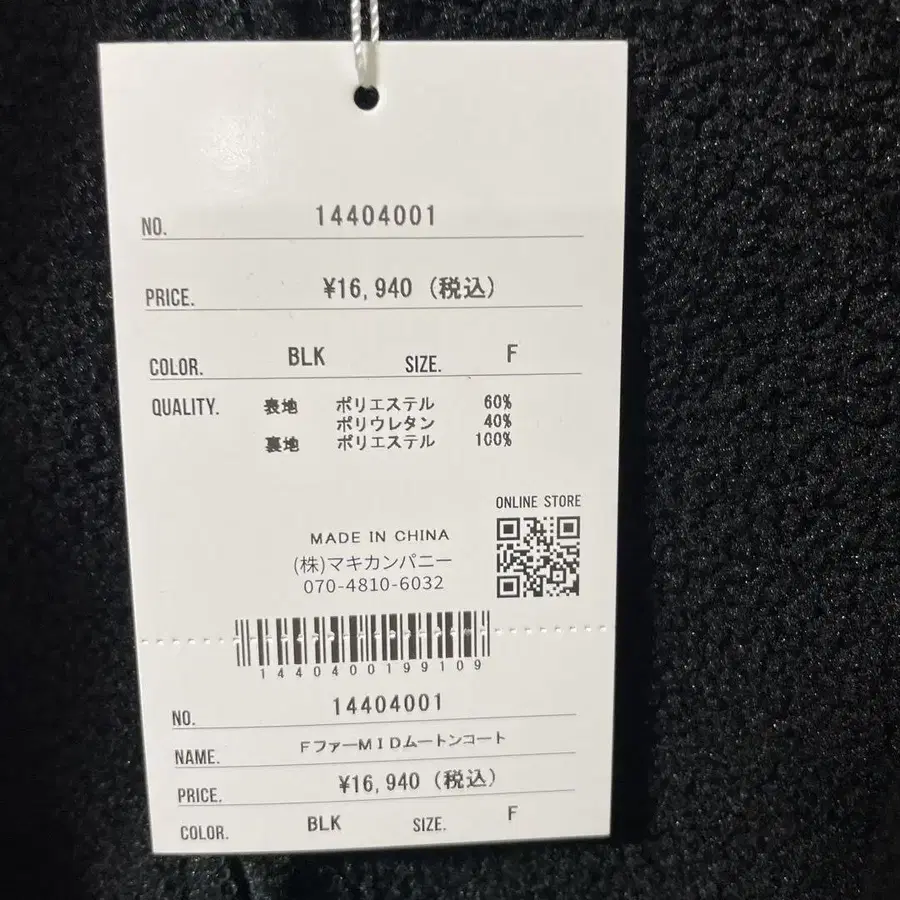 NO. 14404001
PRICE. ¥16,940 (税込)
COLOR. BLK SIZE. F
QUALITY. 表地 ポリエステル 60%
ポリウレタン 40%
裏地 ポリエステル 100%
ONLINE STORE
MADE IN CHINA
(株)マキカンパニー
070-4810-6032
1440400199109
NO. 14404001
NAME. FファーMIDムートンコート
PRICE. ¥16,940 (税込)
COLOR. BLK SIZE. F